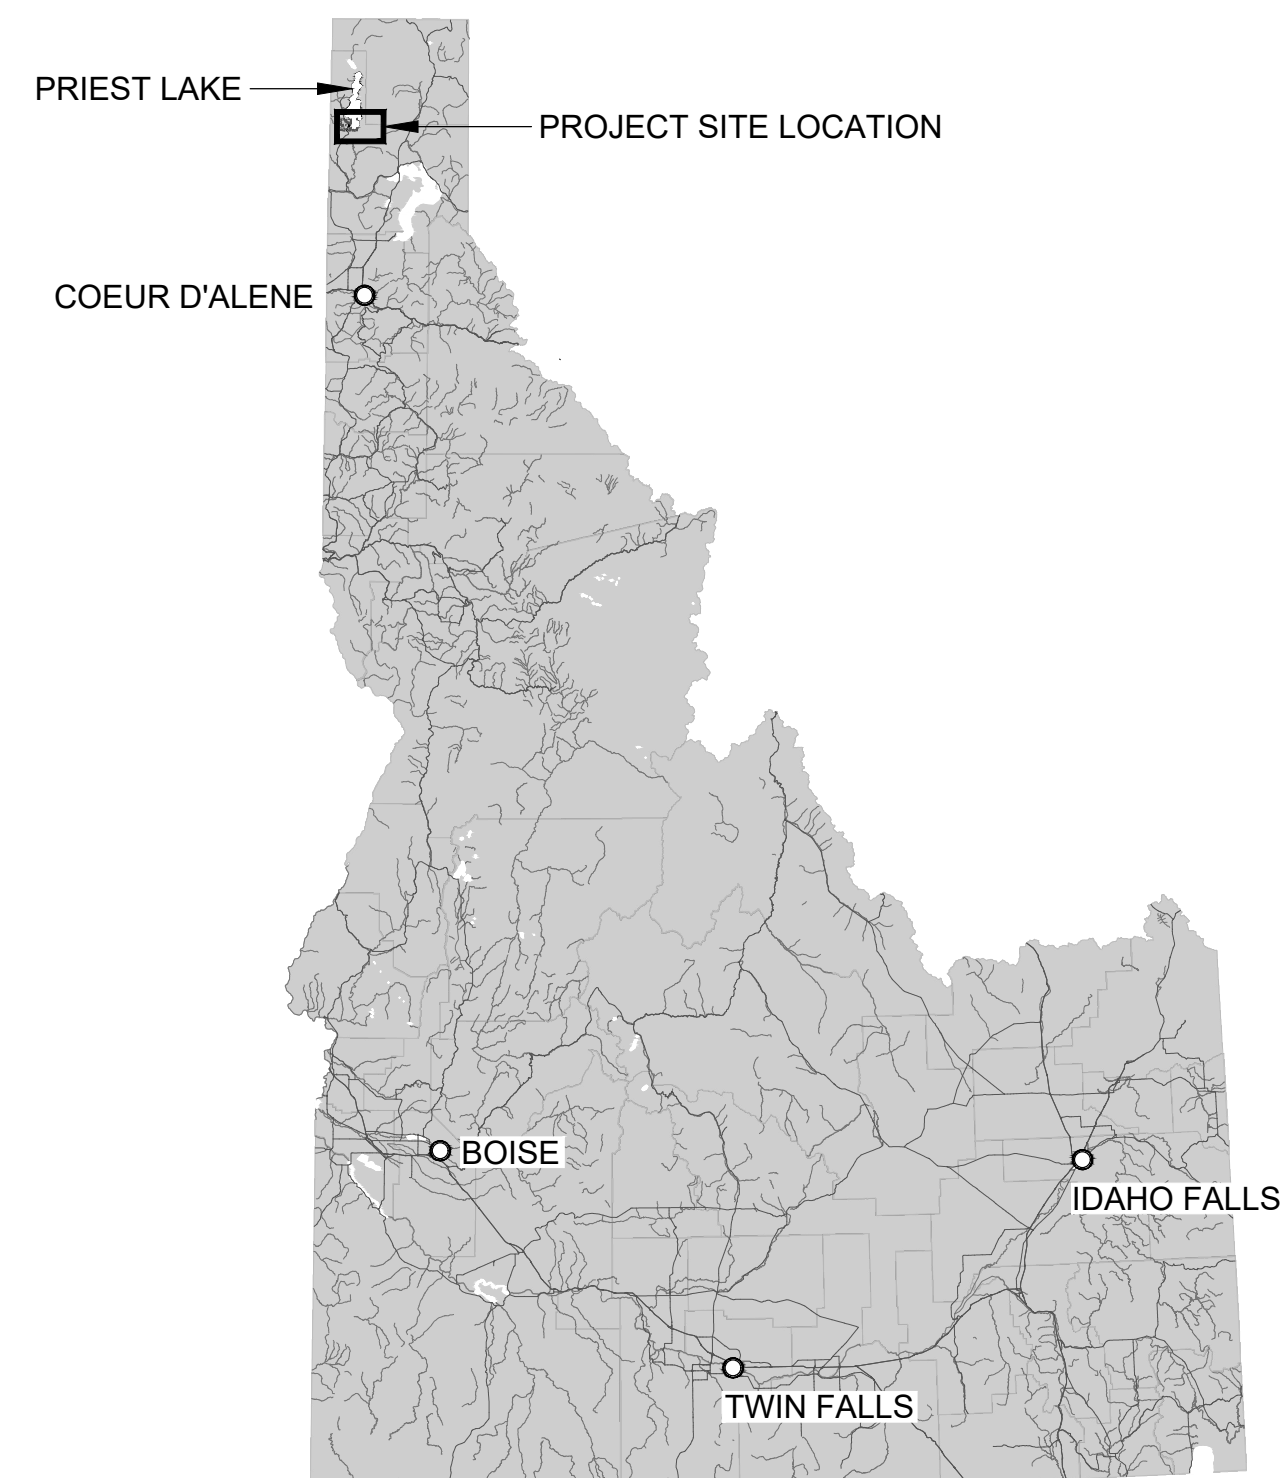 PRIEST LAKE
PROJECT SITE LOCATION
COEUR D'ALENE
BOISE
IDAHO FALLS
TWIN FALLS